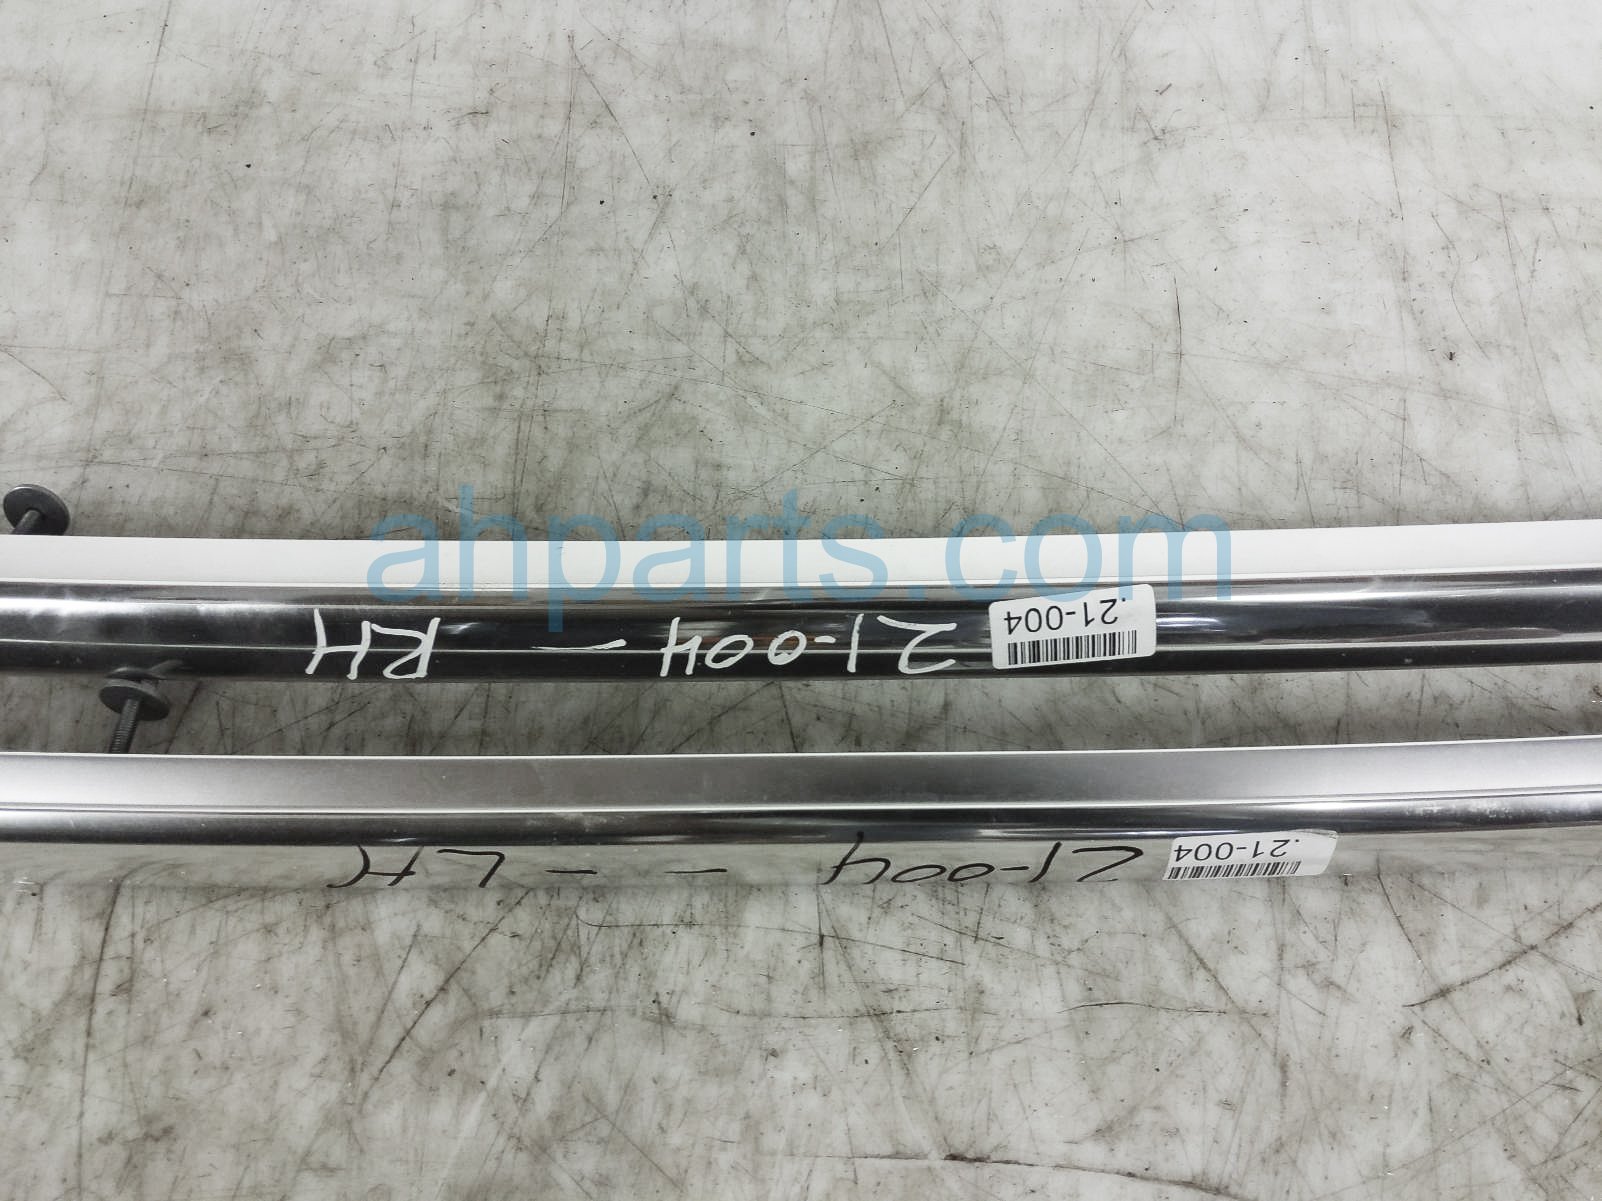 ahparts.com
.21-004
21-004 - RH
.21-004
21-004 - - - LH